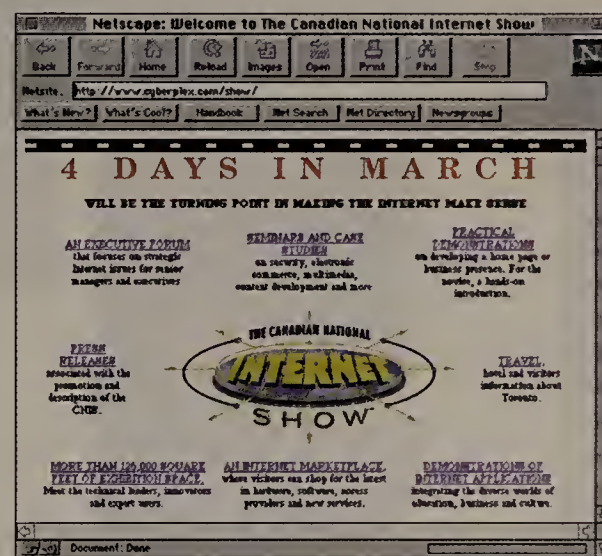 Netscape: Welcome to The Canadian National Internet Show
Back Forward Home Reload Images Open Print Find Stop N
Netsite: http://www.cyberplex.com/show/
What's New? What's Cool? Handbook Net Search Net Directory Newsgroups
4 DAYS IN MARCH
WILL BE THE TURNING POINT IN MAKING THE INTERNET MAKE SENSE
AN EXECUTIVE FORUM
that focuses on strategic
Internet issues for senior
managers and executives
SEMINARS AND CASE
STUDIES
on security, electronic
commerce, multimedia,
content development and more
PRACTICAL
DEMONSTRATIONS
on developing a home page or
business presence. For the
novice, a hands-on
introduction.
PRESS
RELEASES
associated with the
promotion and
description of the
CNIS.
THE CANADIAN NATIONAL
INTERNET
SHOW
TRAVEL,
hotel and visitors
information about
Toronto.
MORE THAN 125,000 SQUARE
FEET OF EXHIBITION SPACE.
Meet the technical leaders, innovators
and expert users.
AN INTERNET MARKETPLACE,
where visitors can shop for the latest
in hardware, software, access
providers and new services.
DEMONSTRATIONS OF
INTERNET APPLICATIONS
integrating the diverse worlds of
education, business and culture.
Document: Done